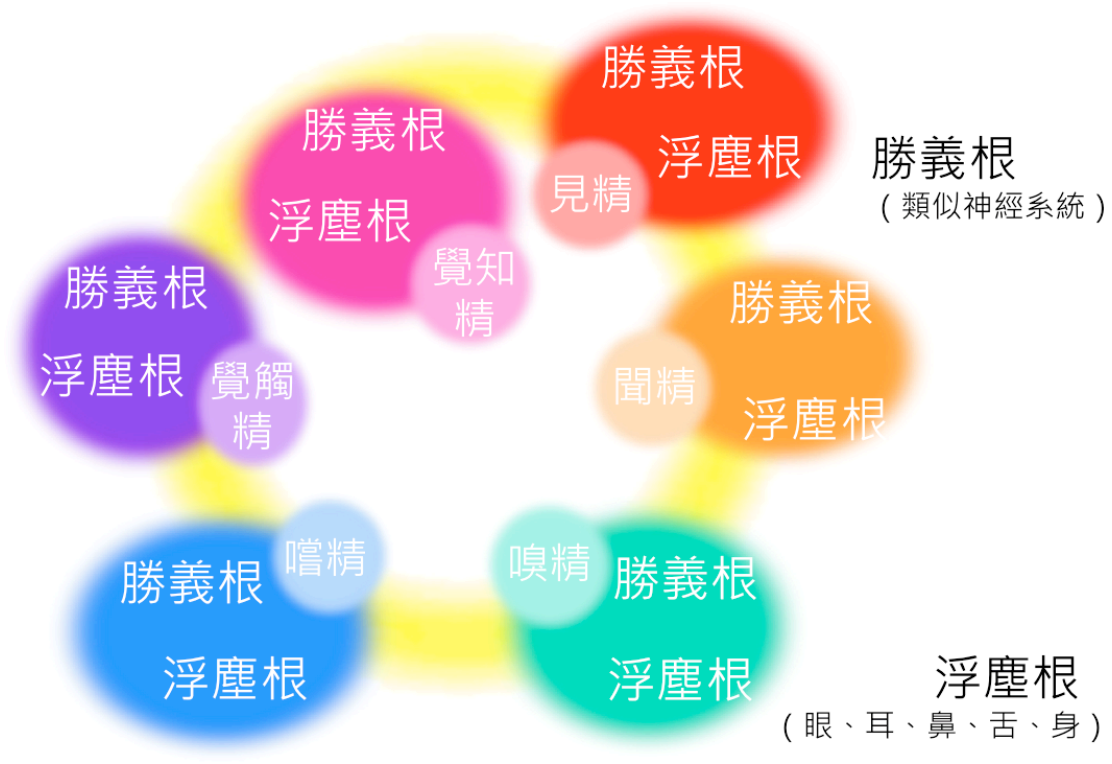 勝義根
浮塵根
見精
勝義根
浮塵根
聞精
勝義根
浮塵根
嗅精
勝義根
浮塵根
嚐精
勝義根
浮塵根
覺觸
精
勝義根
浮塵根
覺知
精
勝義根
(類似神經系統)
浮塵根
(眼、耳、鼻、舌、身)